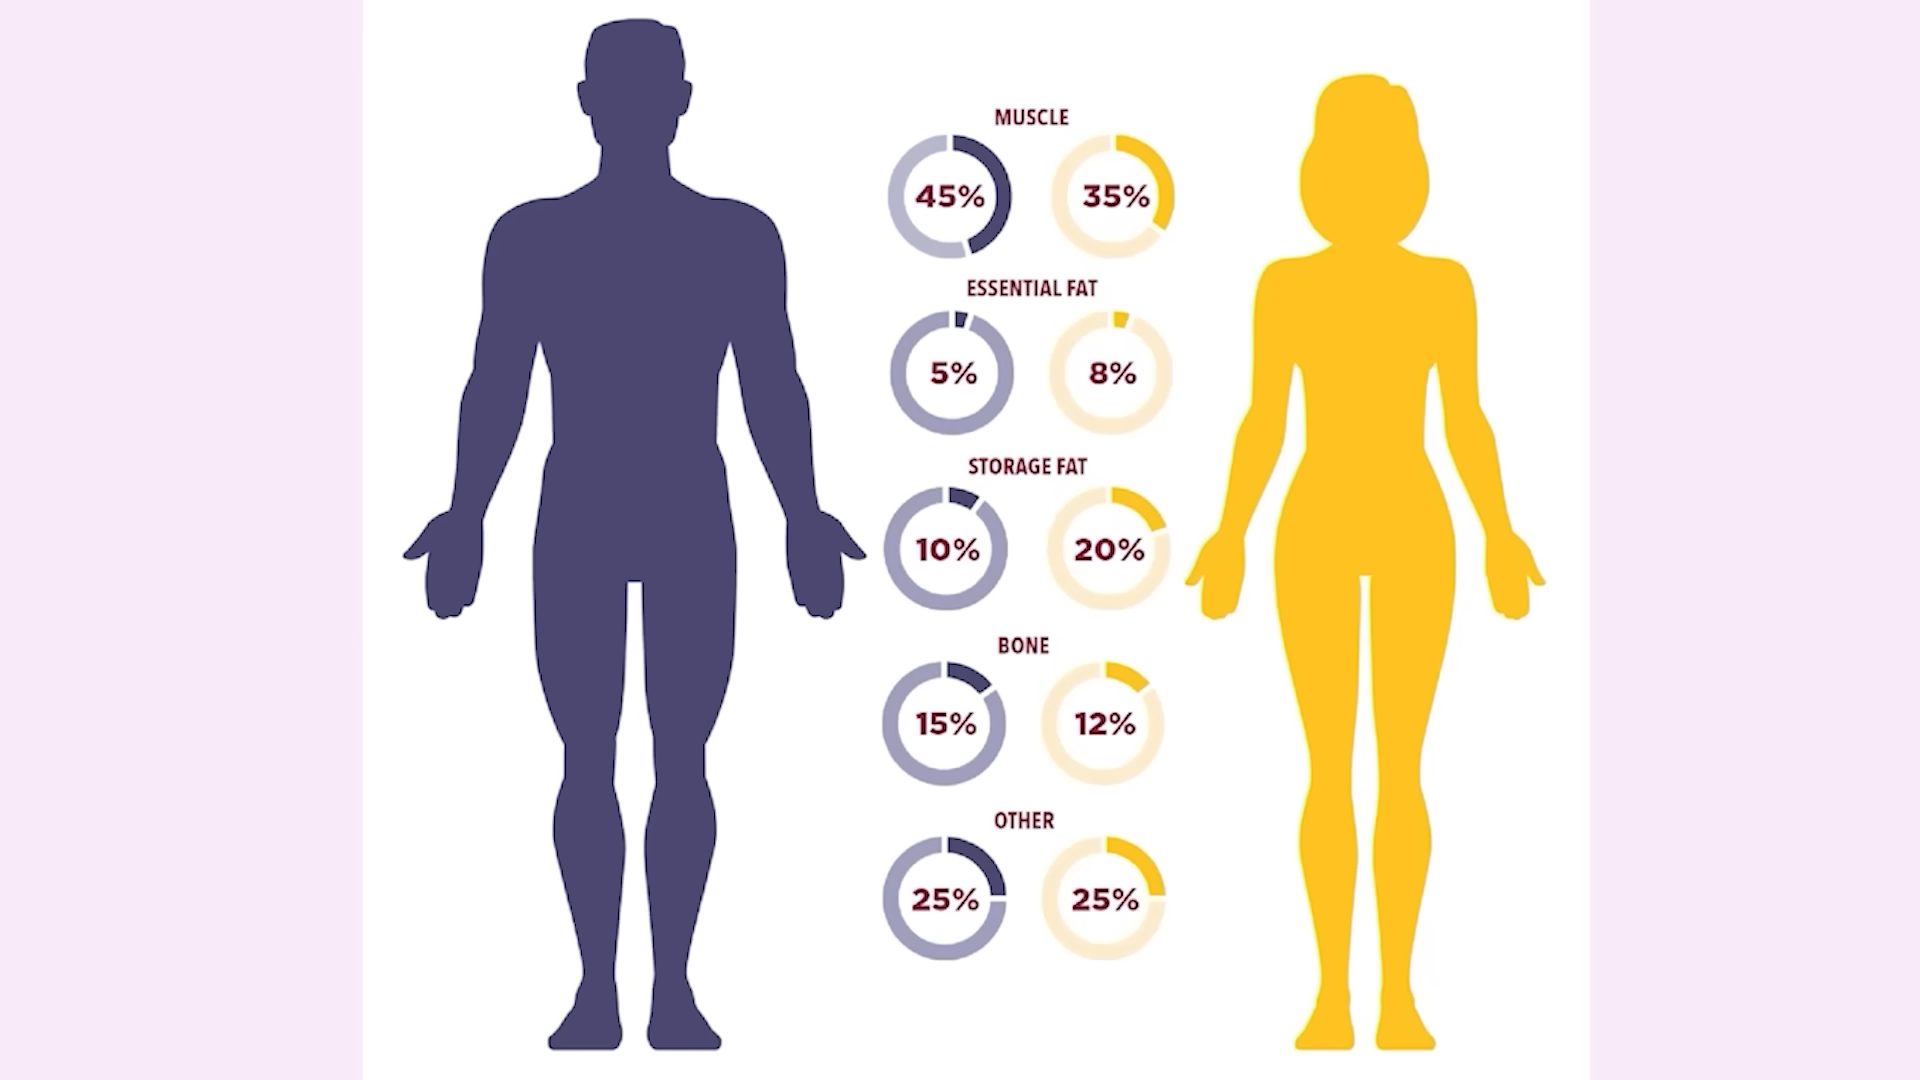 MUSCLE
45% 35%
ESSENTIAL FAT
5% 8%
STORAGE FAT
10% 20%
BONE
15% 12%
OTHER
25% 25%